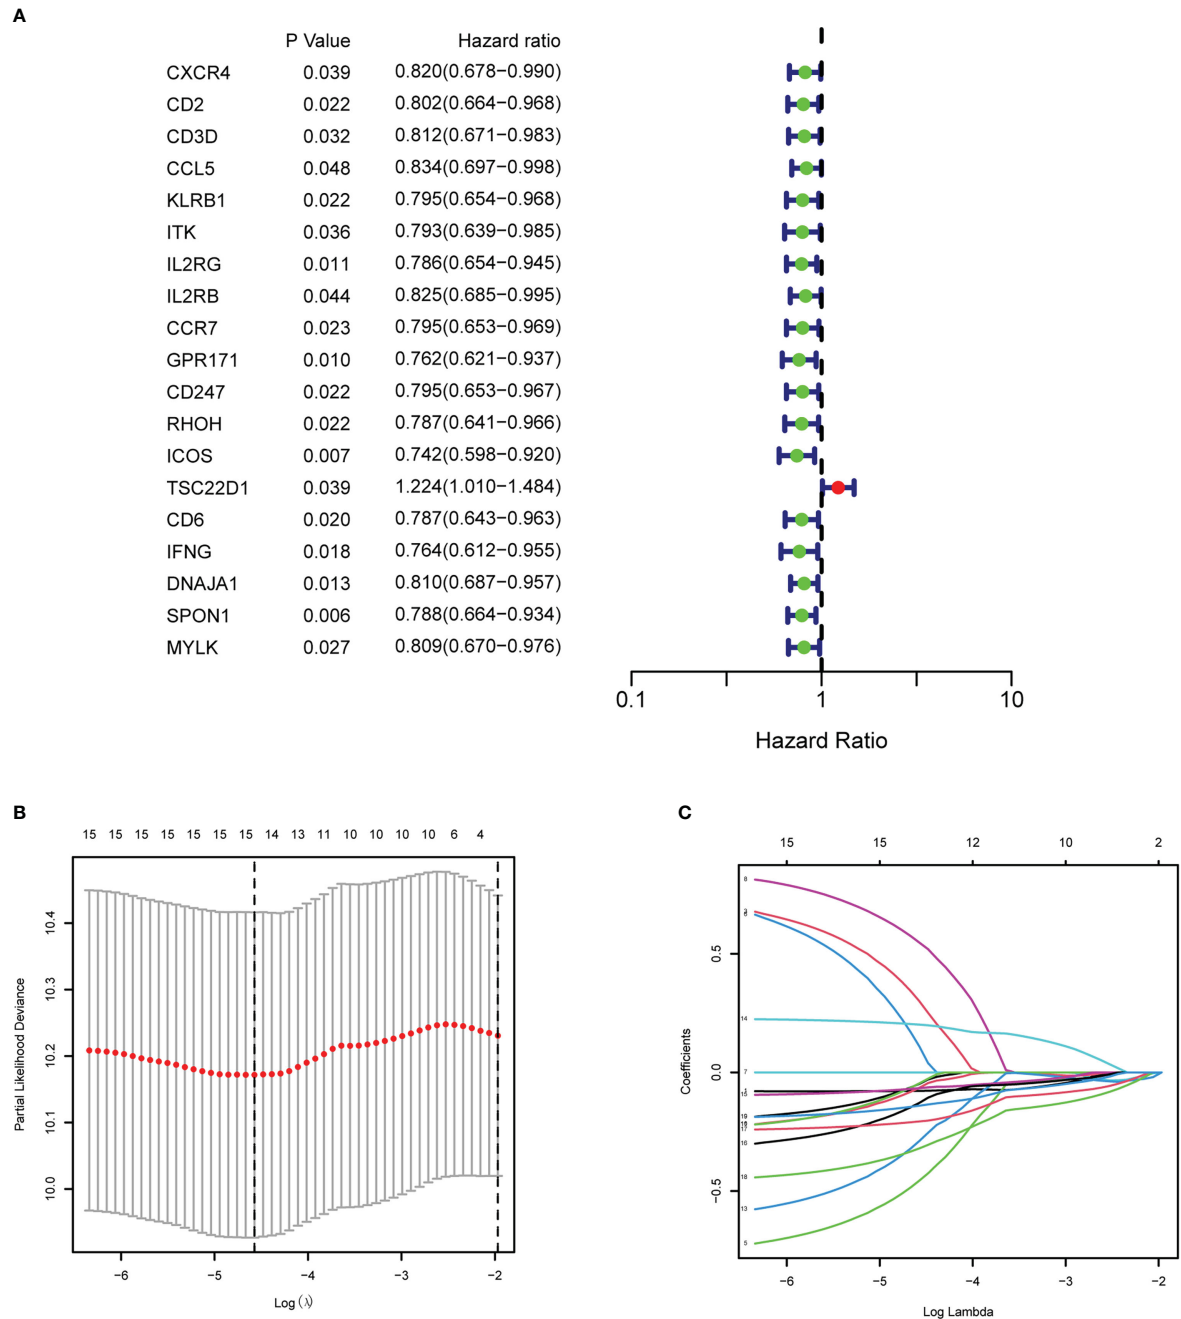 A
P Value Hazard ratio
CXCR4 0.039 0.820(0.678−0.990)
CD2 0.022 0.802(0.664−0.968)
CD3D 0.032 0.812(0.671−0.983)
CCL5 0.048 0.834(0.697−0.998)
KLRB1 0.022 0.795(0.654−0.968)
ITK 0.036 0.793(0.639−0.985)
IL2RG 0.011 0.786(0.654−0.945)
IL2RB 0.044 0.825(0.685−0.995)
CCR7 0.023 0.795(0.653−0.969)
GPR171 0.010 0.762(0.621−0.937)
CD247 0.022 0.795(0.653−0.967)
RHOH 0.022 0.787(0.641−0.966)
ICOS 0.007 0.742(0.598−0.920)
TSC22D1 0.039 1.224(1.010−1.484)
CD6 0.020 0.787(0.643−0.963)
IFNG 0.018 0.764(0.612−0.955)
DNAJA1 0.013 0.810(0.687−0.957)
SPON1 0.006 0.788(0.664−0.934)
MYLK 0.027 0.809(0.670−0.976)
0.1 1 10
Hazard Ratio
B
15 15 15 15 15 15 15 14 13 11 10 10 10 10 6 4
Partial Likelihood Deviance
10.4
10.3
10.2
10.1
10.0
−6 −5 −4 −3 −2
Log (λ)
C
15 15 12 10 2
Coefficients
0.5
0.0
−0.5
8
14
7
15
19
17
16
18
13
5
−6 −5 −4 −3 −2
Log Lambda